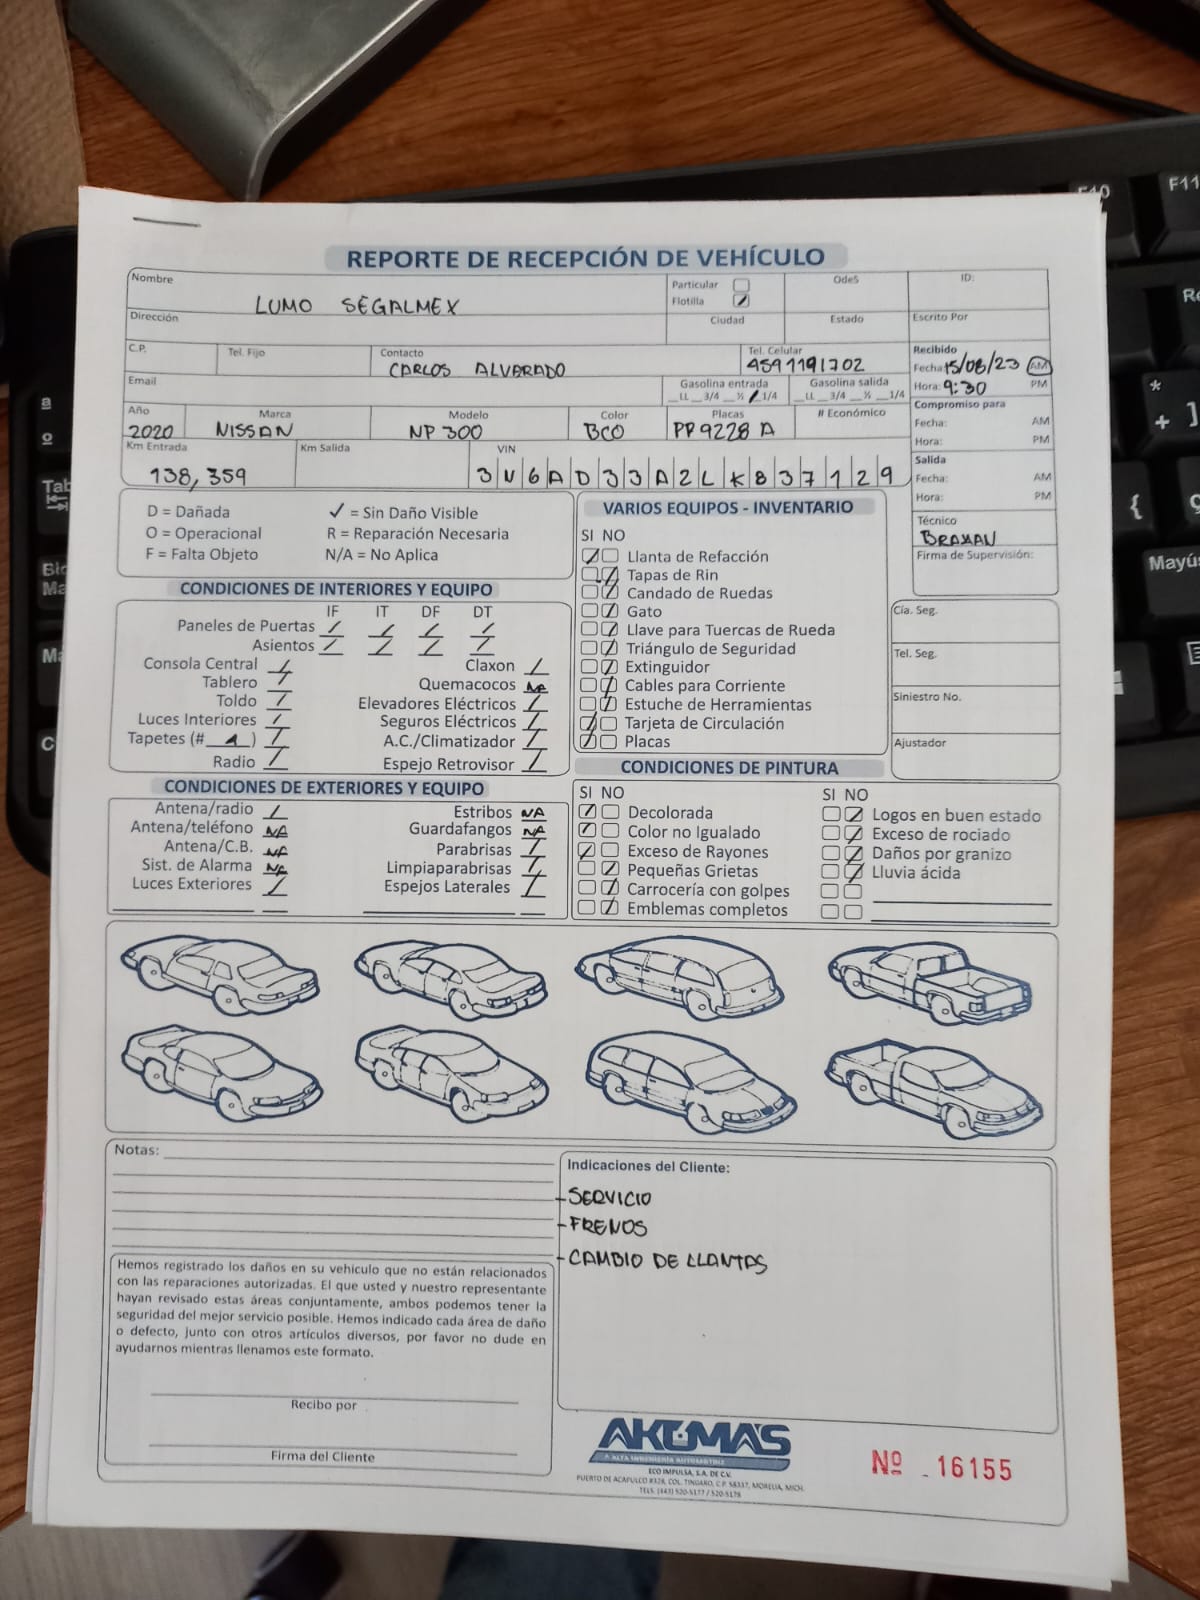 REPORTE DE RECEPCIÓN DE VEHÍCULO
Nombre
LUMO SEGALMEX
Particular
Flotilla
OdeS
ID:
Dirección
Ciudad
Estado
Escrito Por
C.P.
Tel. Fijo
Contacto
CARLOS ALVARADO
Tel. Celular
4591191702
Recibido
Fecha 15/08/23 AM
Hora: 9:30 PM
Email
Gasolina entrada
LL 3/4 ½ 1/4
Gasolina salida
LL 3/4 ½ 1/4
Año
2020
Marca
NISSAN
Modelo
NP 300
Color
BCO
Placas
PP9228A
# Económico
Compromiso para
Fecha: AM
Hora: PM
Km Entrada
138,359
Km Salida
VIN
3N6AD33A2LK837129
Salida
Fecha: AM
Hora: PM
Técnico
BRAYAN
Firma de Supervisión:
D = Dañada
✓ = Sin Daño Visible
O = Operacional
R = Reparación Necesaria
F = Falta Objeto
N/A = No Aplica
CONDICIONES DE INTERIORES Y EQUIPO
IF IT DF DT
Paneles de Puertas
Asientos
Consola Central
Claxon
Tablero
Quemacocos NA
Toldo
Elevadores Eléctricos
Luces Interiores
Seguros Eléctricos
Tapetes (# )
A.C./Climatizador
Radio
Espejo Retrovisor
VARIOS EQUIPOS - INVENTARIO
SI NO
Llanta de Refacción
Tapas de Rin
Candado de Ruedas
Gato
Llave para Tuercas de Rueda
Triángulo de Seguridad
Extinguidor
Cables para Corriente
Estuche de Herramientas
Tarjeta de Circulación
Placas
Cía. Seg.
Tel. Seg.
Siniestro No.
Ajustador
CONDICIONES DE EXTERIORES Y EQUIPO
Antena/radio
Estribos NA
Antena/teléfono NA
Guardafangos NA
Antena/C.B. NA
Parabrisas
Sist. de Alarma NA
Limpiaparabrisas
Luces Exteriores
Espejos Laterales
CONDICIONES DE PINTURA
SI NO
Decolorada
Color no Igualado
Exceso de Rayones
Pequeñas Grietas
Carrocería con golpes
Emblemas completos
SI NO
Logos en buen estado
Exceso de rociado
Daños por granizo
Lluvia ácida
Notas:
Hemos registrado los daños en su vehiculo que no están relacionados
con las reparaciones autorizadas. El que usted y nuestro representante
hayan revisado estas áreas conjuntamente, ambos podemos tener la
seguridad del mejor servicio posible. Hemos indicado cada área de daño
o defecto, junto con otros artículos diversos, por favor no dude en
ayudarnos mientras llenamos este formato.
Recibo por
Firma del Cliente
Indicaciones del Cliente:
-SERVICIO
-FRENOS
-CAMBIO DE LLANTAS
AKUMA'S
ALTA INGENIERÍA AUTOMOTRIZ
ECO IMPULSA, S.A. DE C.V.
PUERTO DE ACAPULCO #326, COL. TINIJARO, C.P. 58337, MORELIA, MICH.
TELS. (443) 520-5177 / 520-5178
Nº 16155
a
º
Tab
Blo
Ma
F10
F11
*
+
]
{
Mayús